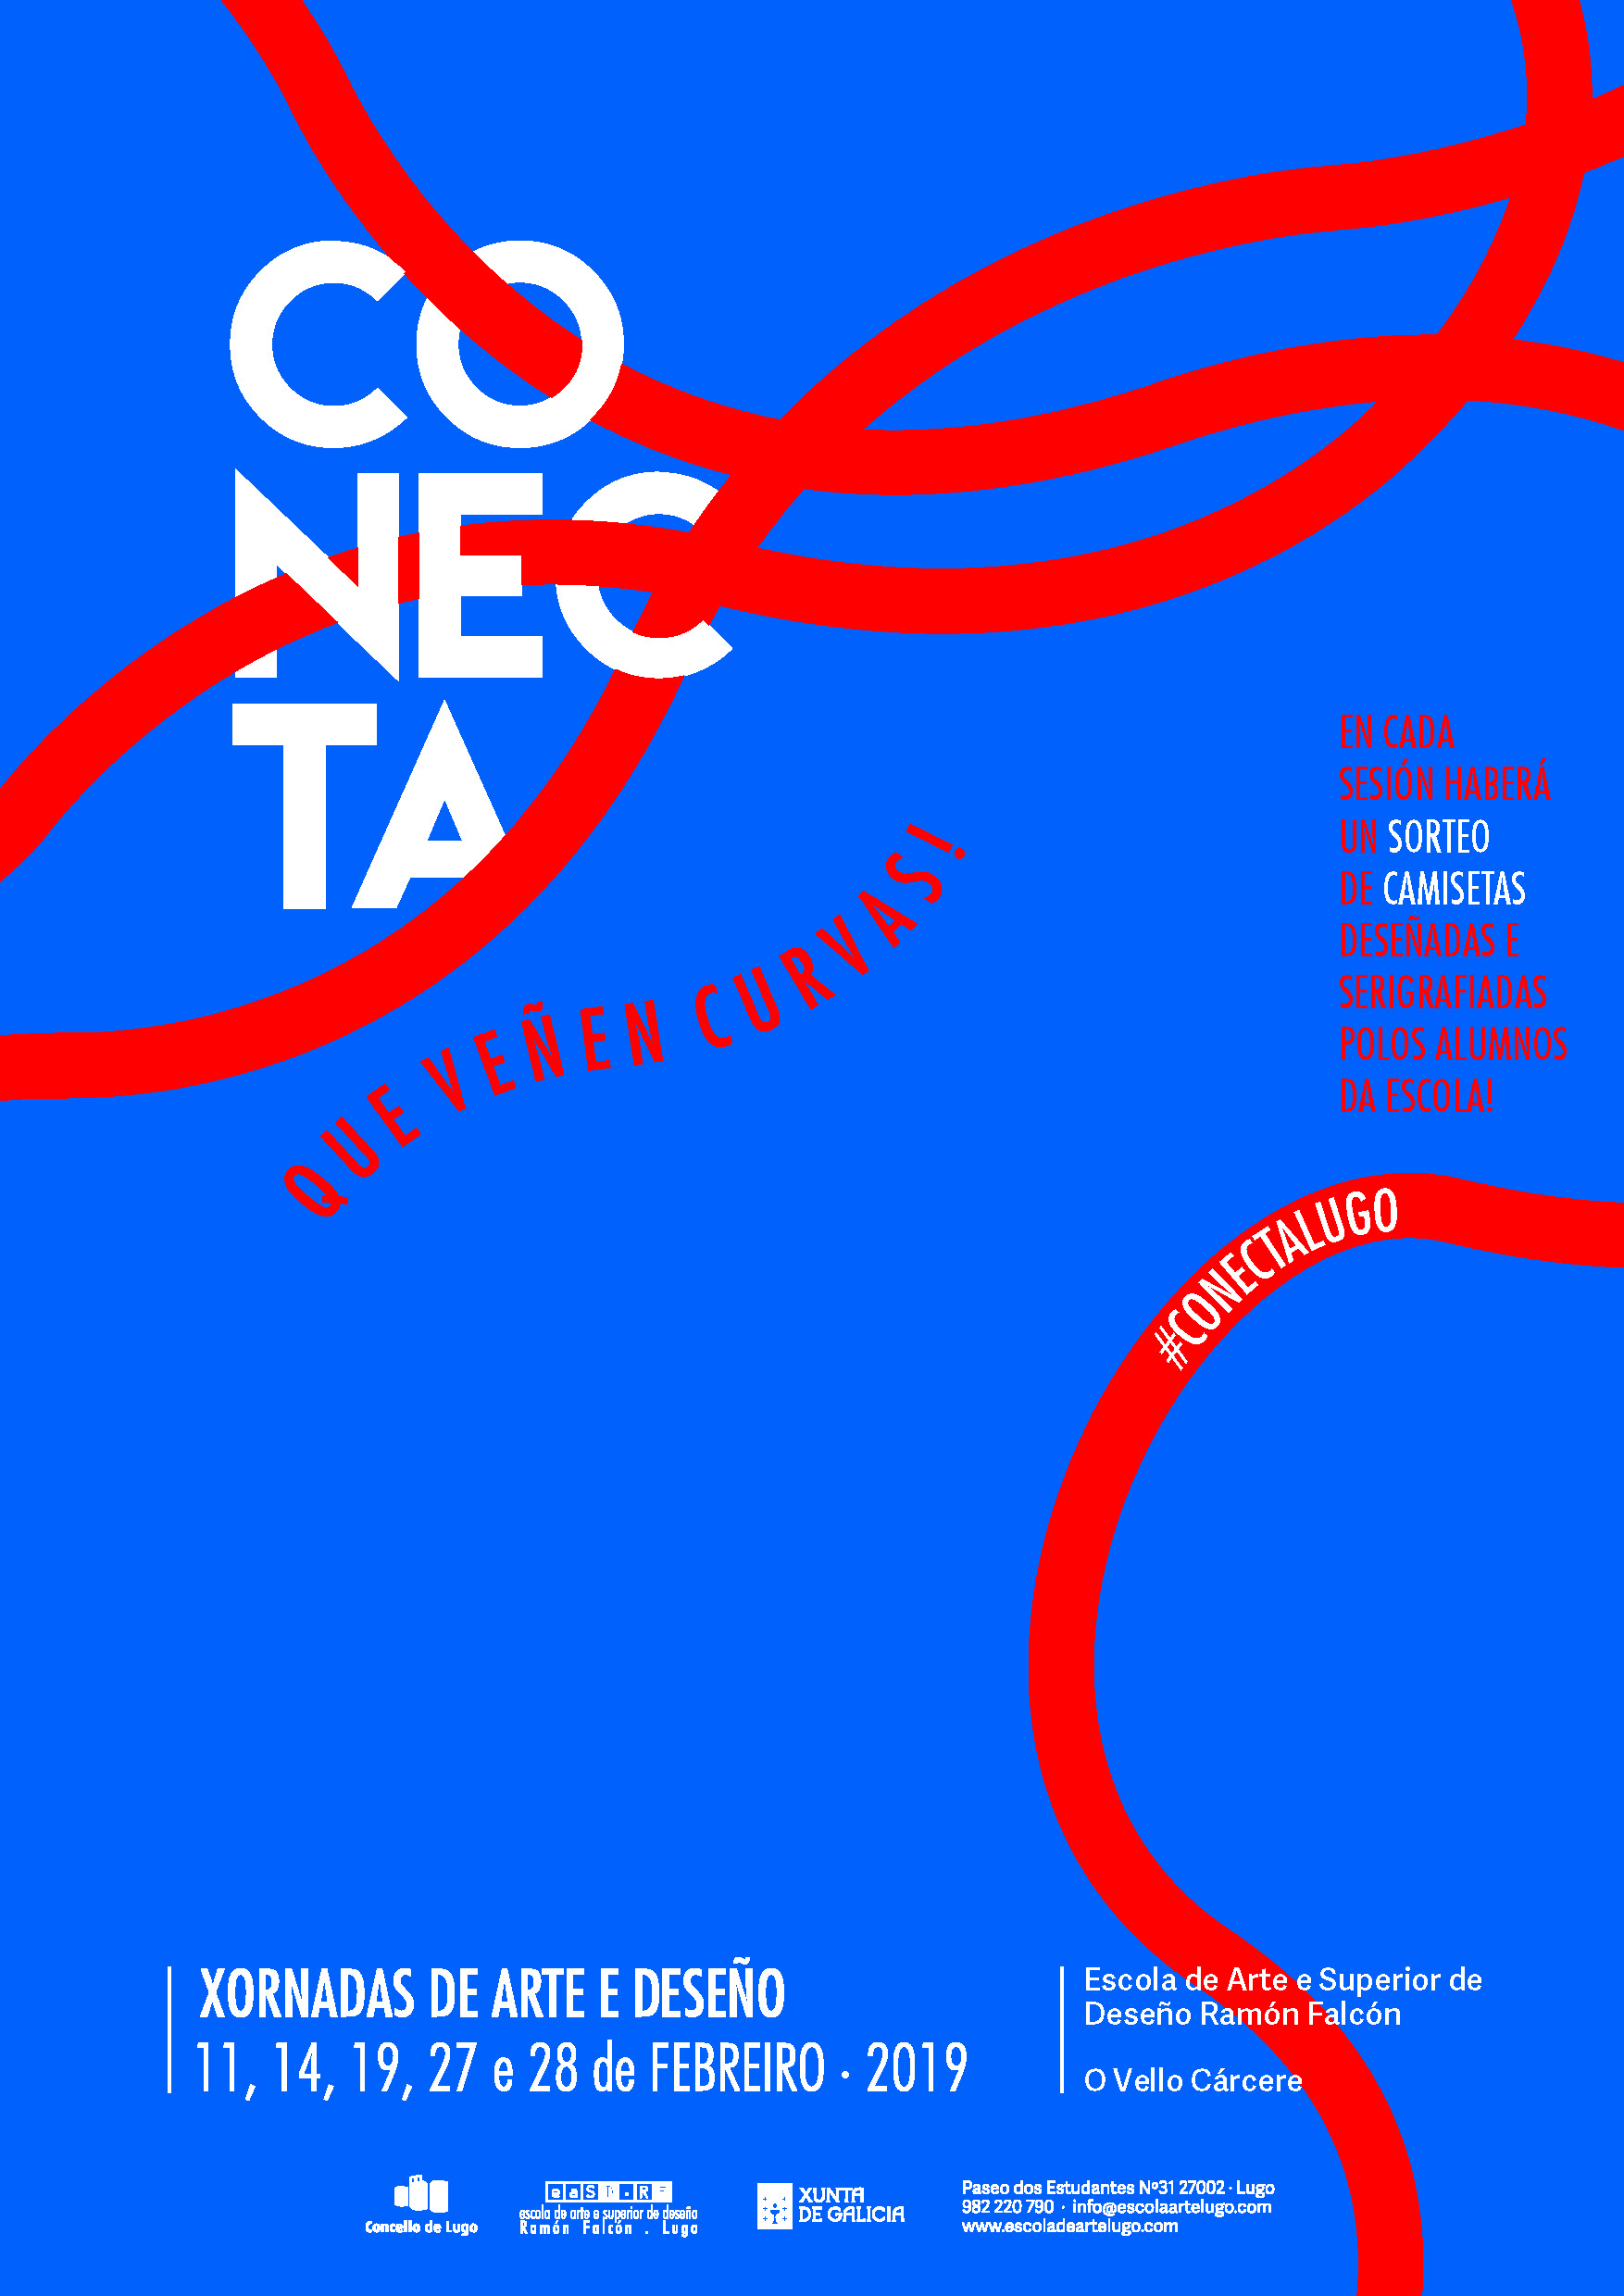 CO
NEC
TA
QUE VEÑEN CURVAS!
EN CADA
SESIÓN HABERÁ
UN SORTEO
DE CAMISETAS
DESEÑADAS E
SERIGRAFIADAS
POLOS ALUMNOS
DA ESCOLA!
#CONECTALUGO
XORNADAS DE ARTE E DESEÑO
11, 14, 19, 27 e 28 de FEBREIRO · 2019
Escola de Arte e Superior de
Deseño Ramón Falcón
O Vello Cárcere
Concello de Lugo
eaSD.RF
escola de arte e superior de deseño
Ramón Falcón . Lugo
XUNTA
DE GALICIA
Paseo dos Estudantes Nº31 27002 · Lugo
982 220 790 · info@escolaartelugo.com
www.escoladeartelugo.com